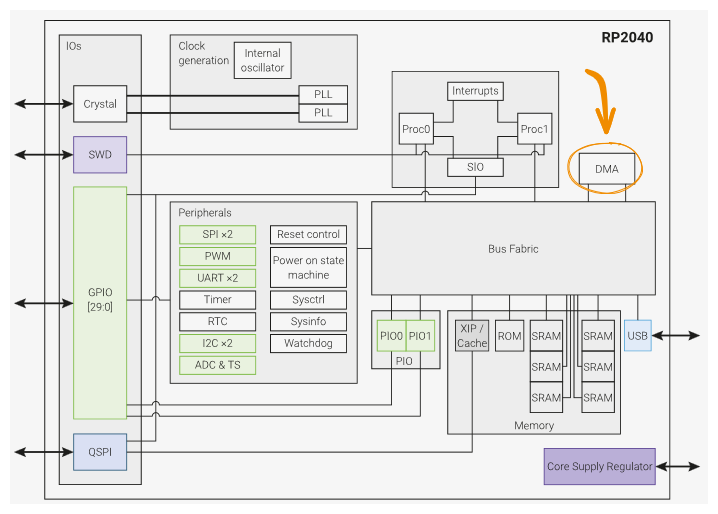 RP2040
IOs
Crystal
SWD
GPIO
[29:0]
QSPI
Clock
generation
Internal
oscillator
PLL
PLL
Interrupts
Proc0
Proc1
SIO
DMA
Peripherals
SPI ×2
PWM
UART ×2
Timer
RTC
I2C ×2
ADC & TS
Reset control
Power on state
machine
Sysctrl
Sysinfo
Watchdog
Bus Fabric
PIO0
PIO1
PIO
XIP /
Cache
ROM
SRAM
SRAM
SRAM
SRAM
SRAM
SRAM
Memory
USB
Core Supply Regulator